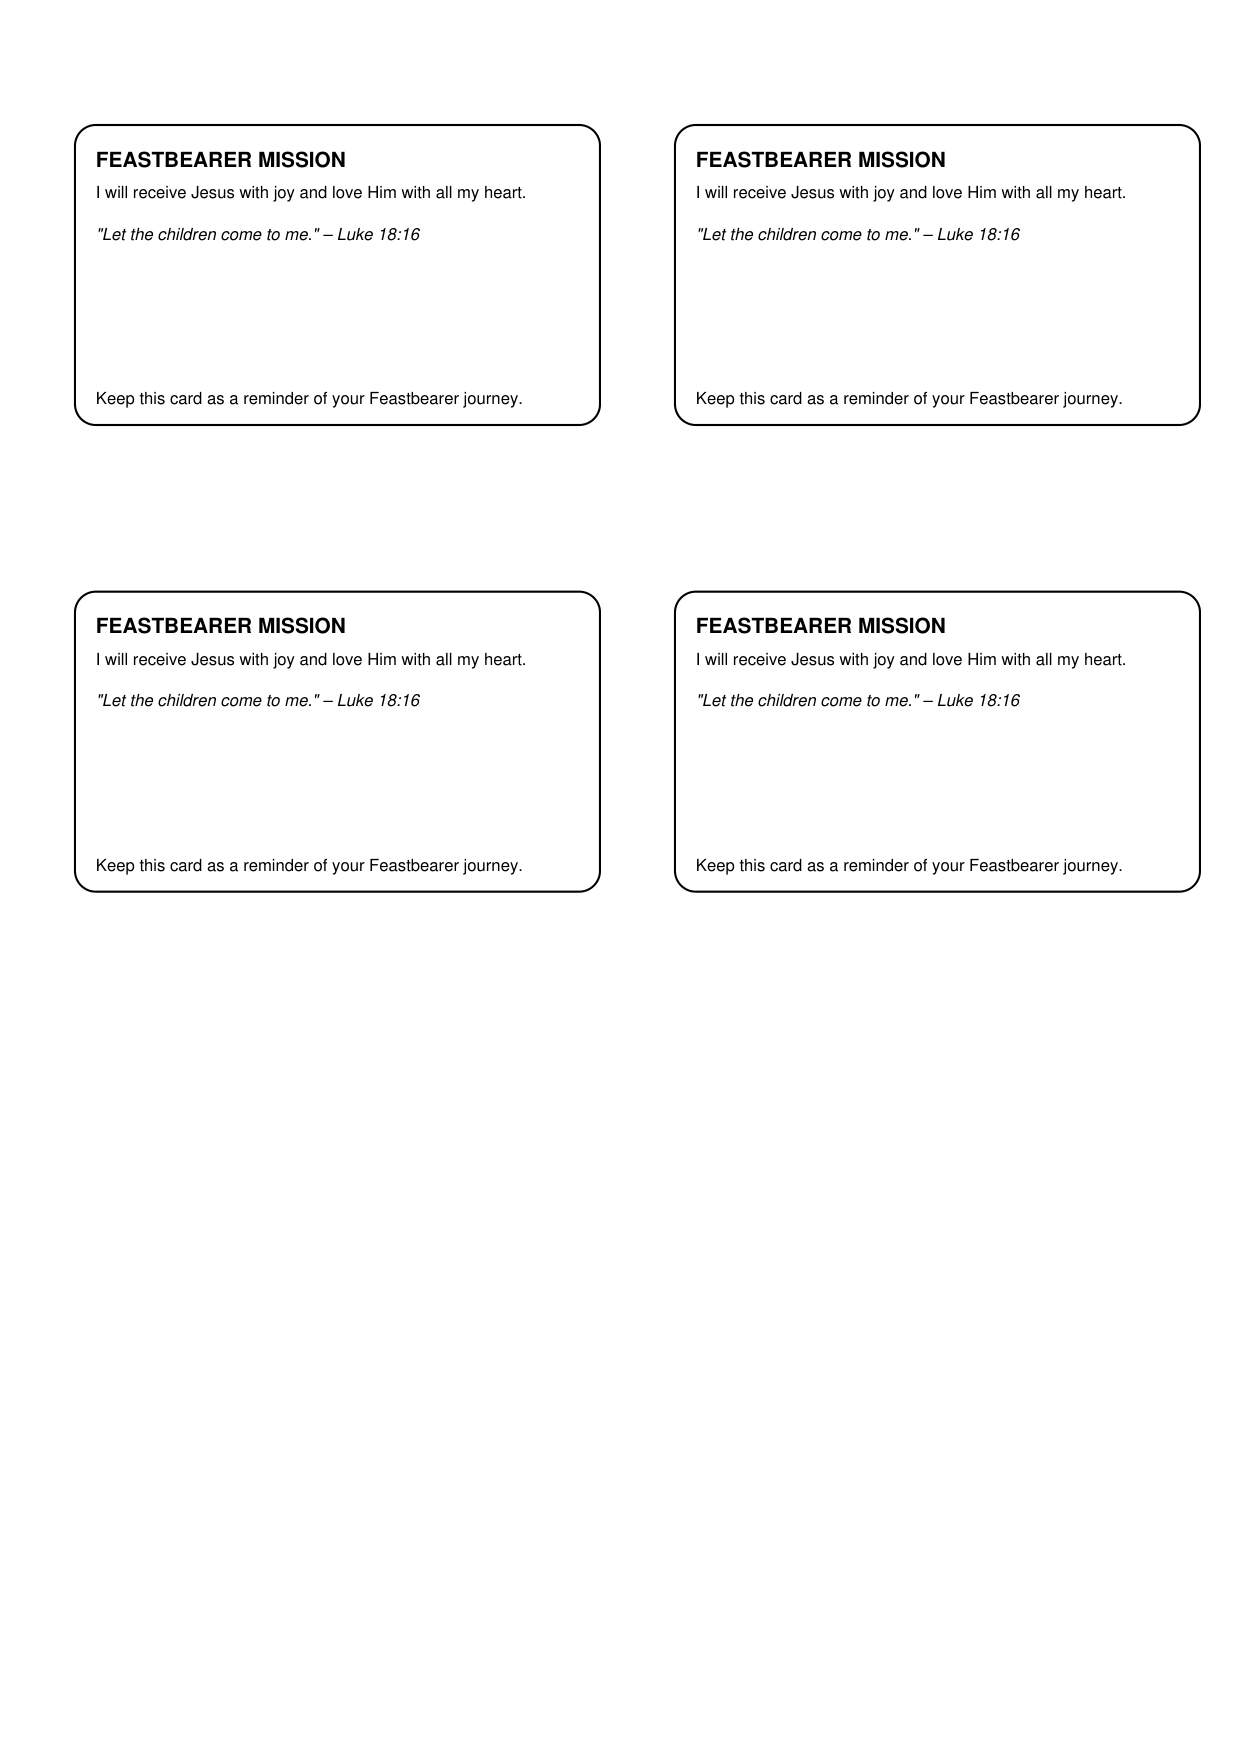 FEASTBEARER MISSION
I will receive Jesus with joy and love Him with all my heart.
"Let the children come to me." – Luke 18:16
Keep this card as a reminder of your Feastbearer journey.
FEASTBEARER MISSION
I will receive Jesus with joy and love Him with all my heart.
"Let the children come to me." – Luke 18:16
Keep this card as a reminder of your Feastbearer journey.
FEASTBEARER MISSION
I will receive Jesus with joy and love Him with all my heart.
"Let the children come to me." – Luke 18:16
Keep this card as a reminder of your Feastbearer journey.
FEASTBEARER MISSION
I will receive Jesus with joy and love Him with all my heart.
"Let the children come to me." – Luke 18:16
Keep this card as a reminder of your Feastbearer journey.